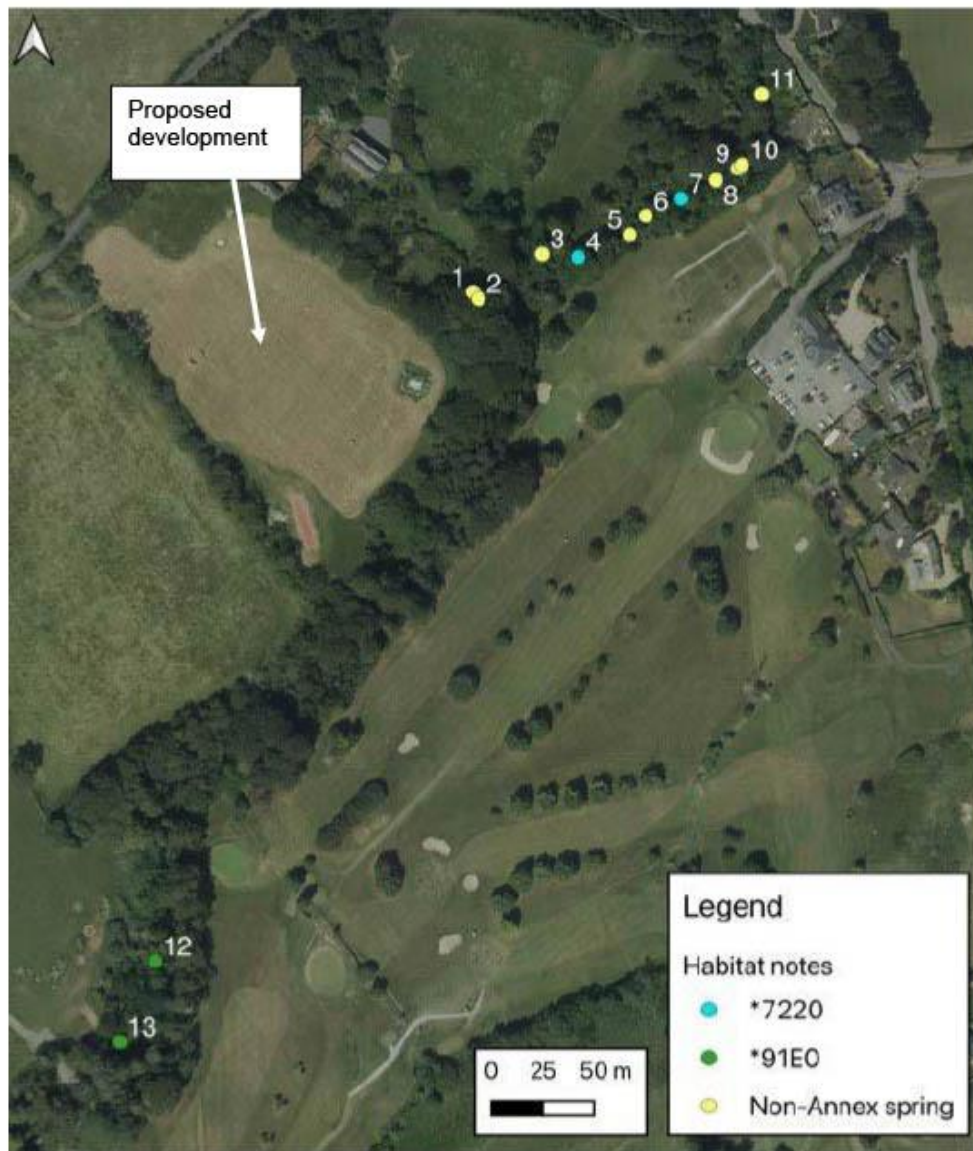 Proposed
development
11
9
10
7
8
6
5
3
4
1
2
12
13
Legend
Habitat notes
*7220
*91E0
Non-Annex spring
0 25 50 m